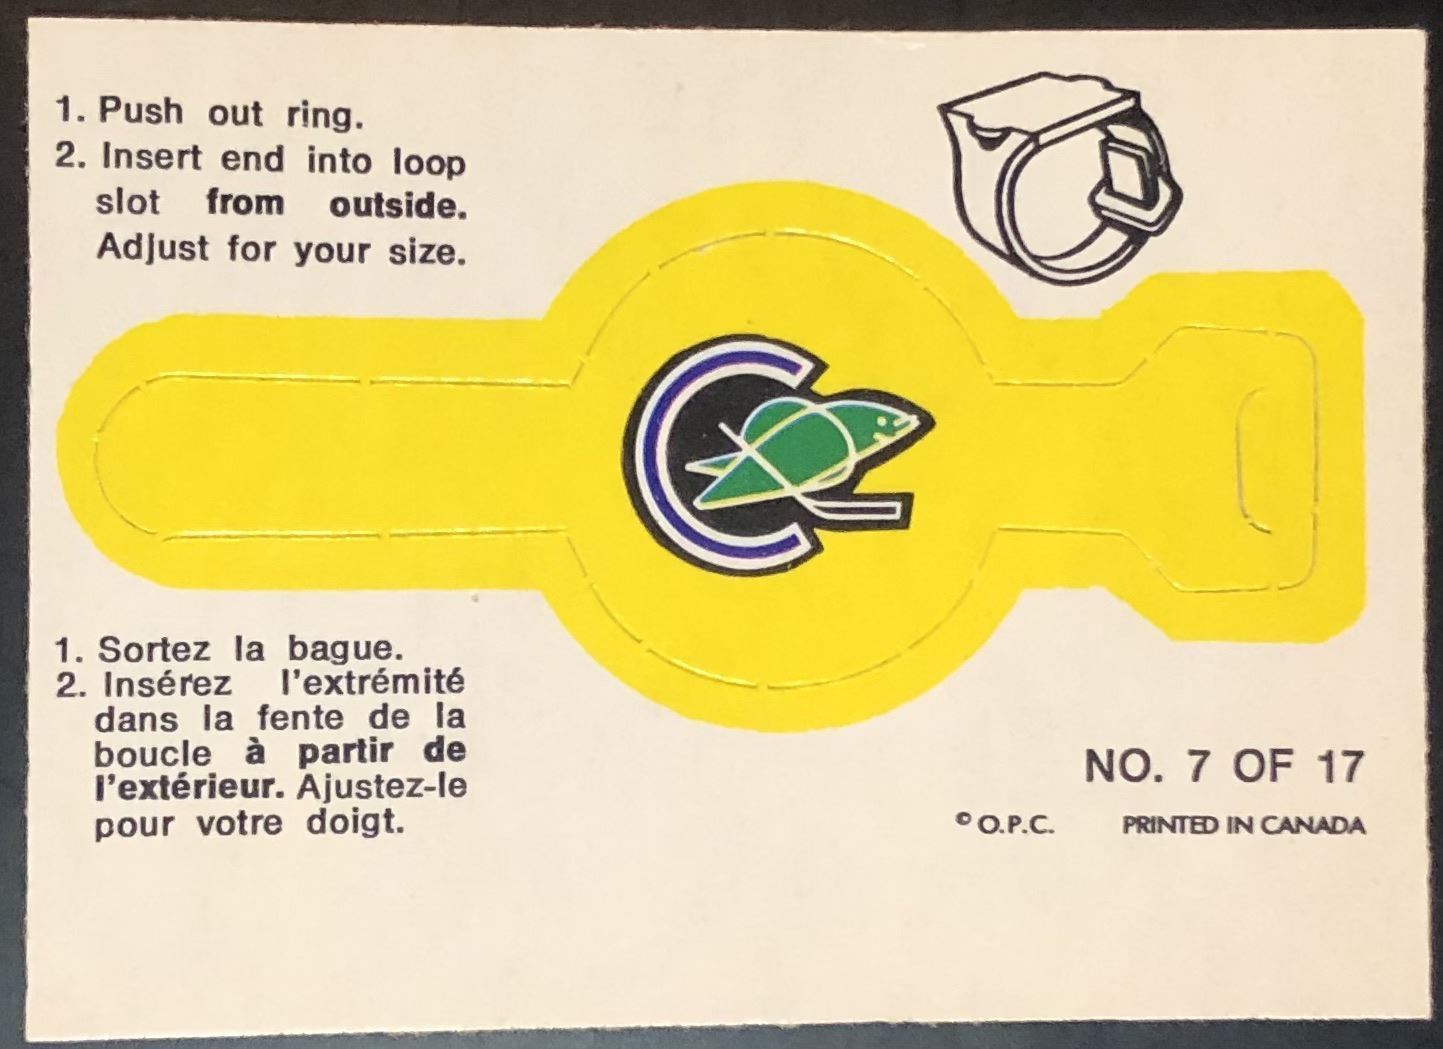 1. Push out ring.
2. Insert end into loop
slot from outside.
Adjust for your size.
1. Sortez la bague.
2. Insérez l'extrémité
dans la fente de la
boucle à partir de
l'extérieur. Ajustez-le
pour votre doigt.
NO. 7 OF 17
© O.P.C. PRINTED IN CANADA